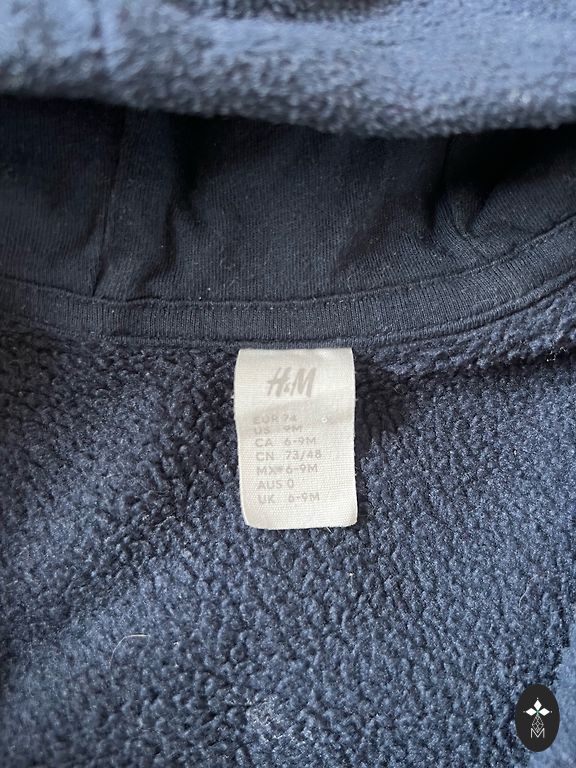 H&M
EUR 74
US 9M
CA 6-9M
CN 73/48
MX* 6-9M
AUS 0
UK 6-9M
M